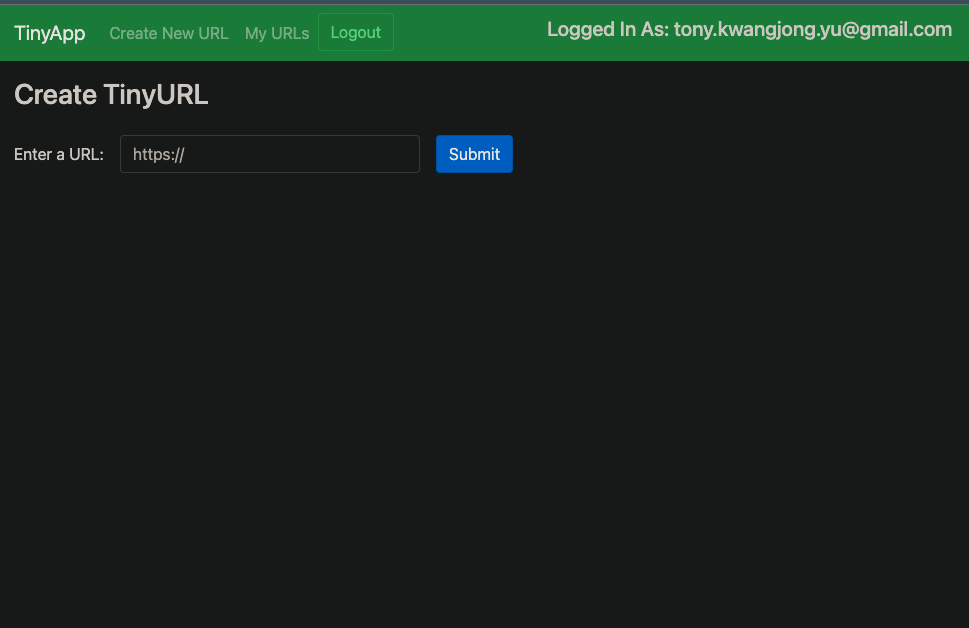 TinyApp Create New URL My URLs Logout Logged In As: tony.kwangjong.yu@gmail.com
Create TinyURL
Enter a URL: https:// Submit